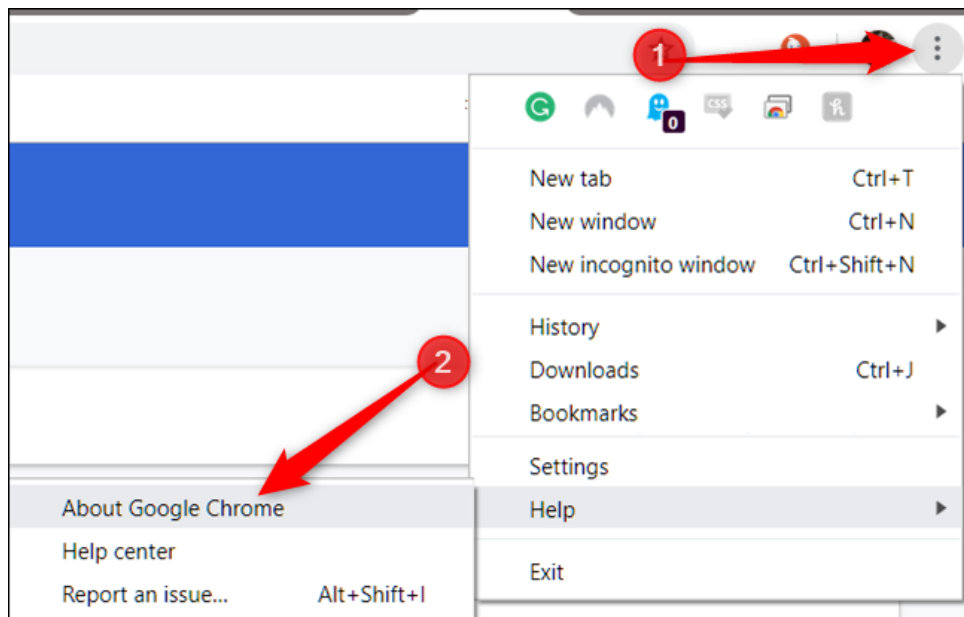 1
CSS
0
New tab Ctrl+T
New window Ctrl+N
New incognito window Ctrl+Shift+N
History
Downloads Ctrl+J
Bookmarks
2
Settings
Help
Exit
About Google Chrome
Help center
Report an issue... Alt+Shift+I